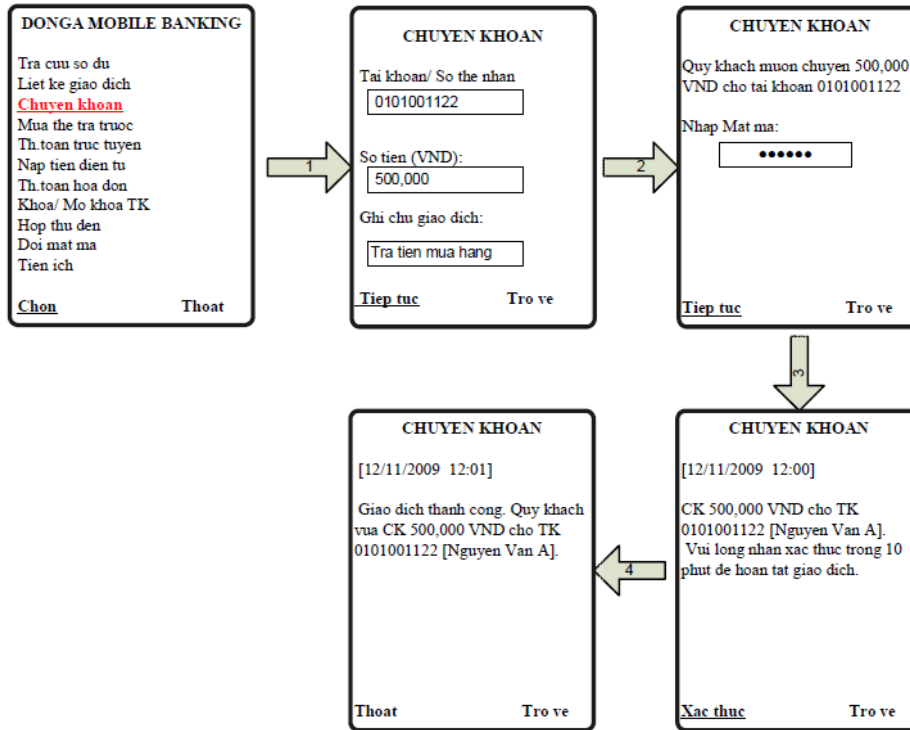 DONGA MOBILE BANKING
Tra cuu so du
Liet ke giao dich
Chuyen khoan
Mua the tra truoc
Th.toan truc tuyen
Nap tien dien tu
Th.toan hoa don
Khoa/ Mo khoa TK
Hop thu den
Doi mat ma
Tien ich
Chon Thoat
1
CHUYEN KHOAN
Tai khoan/ So the nhan
0101001122
So tien (VND):
500,000
Ghi chu giao dich:
Tra tien mua hang
Tiep tuc Tro ve
2
CHUYEN KHOAN
Quy khach muon chuyen 500,000
VND cho tai khoan 0101001122
Nhap Mat ma:
●●●●●●
Tiep tuc Tro ve
3
CHUYEN KHOAN
[12/11/2009 12:00]
CK 500,000 VND cho TK
0101001122 [Nguyen Van A].
Vui long nhan xac thuc trong 10
phut de hoan tat giao dich.
Xac thuc Tro ve
4
CHUYEN KHOAN
[12/11/2009 12:01]
Giao dich thanh cong. Quy khach
vua CK 500,000 VND cho TK
0101001122 [Nguyen Van A].
Thoat Tro ve